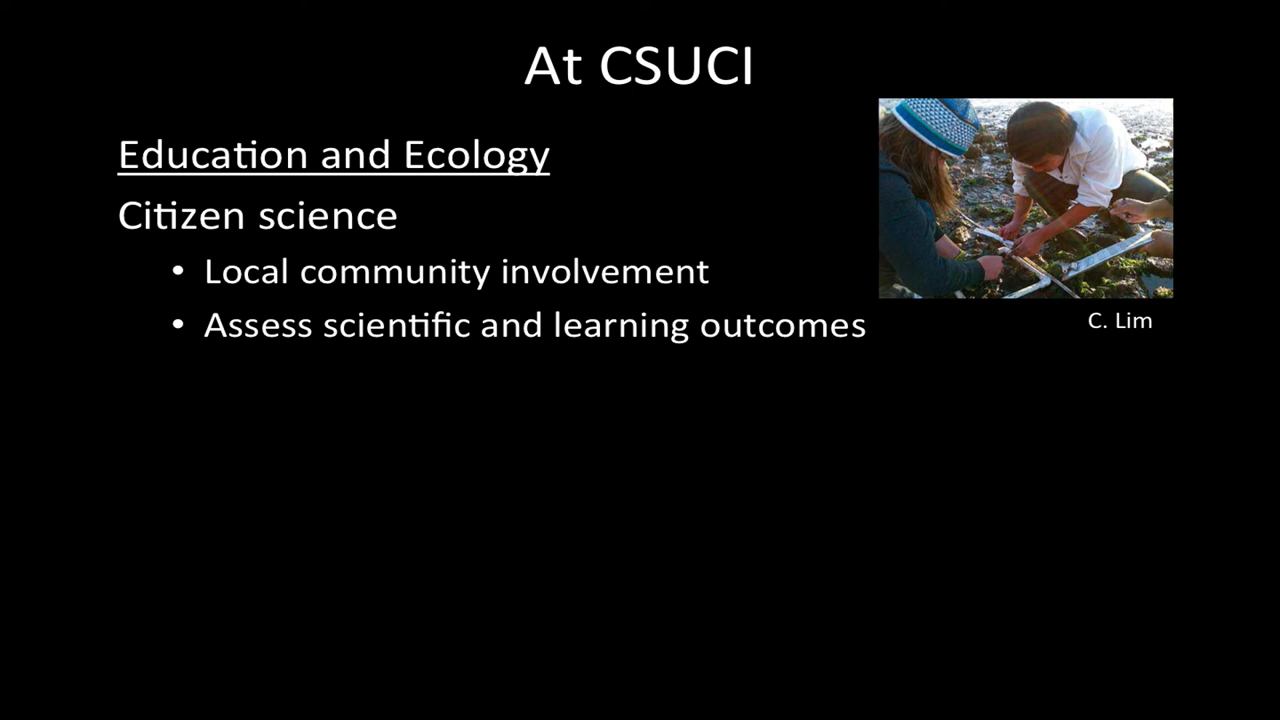 At CSUCI
Education and Ecology
Citizen science
• Local community involvement
• Assess scientific and learning outcomes
C. Lim